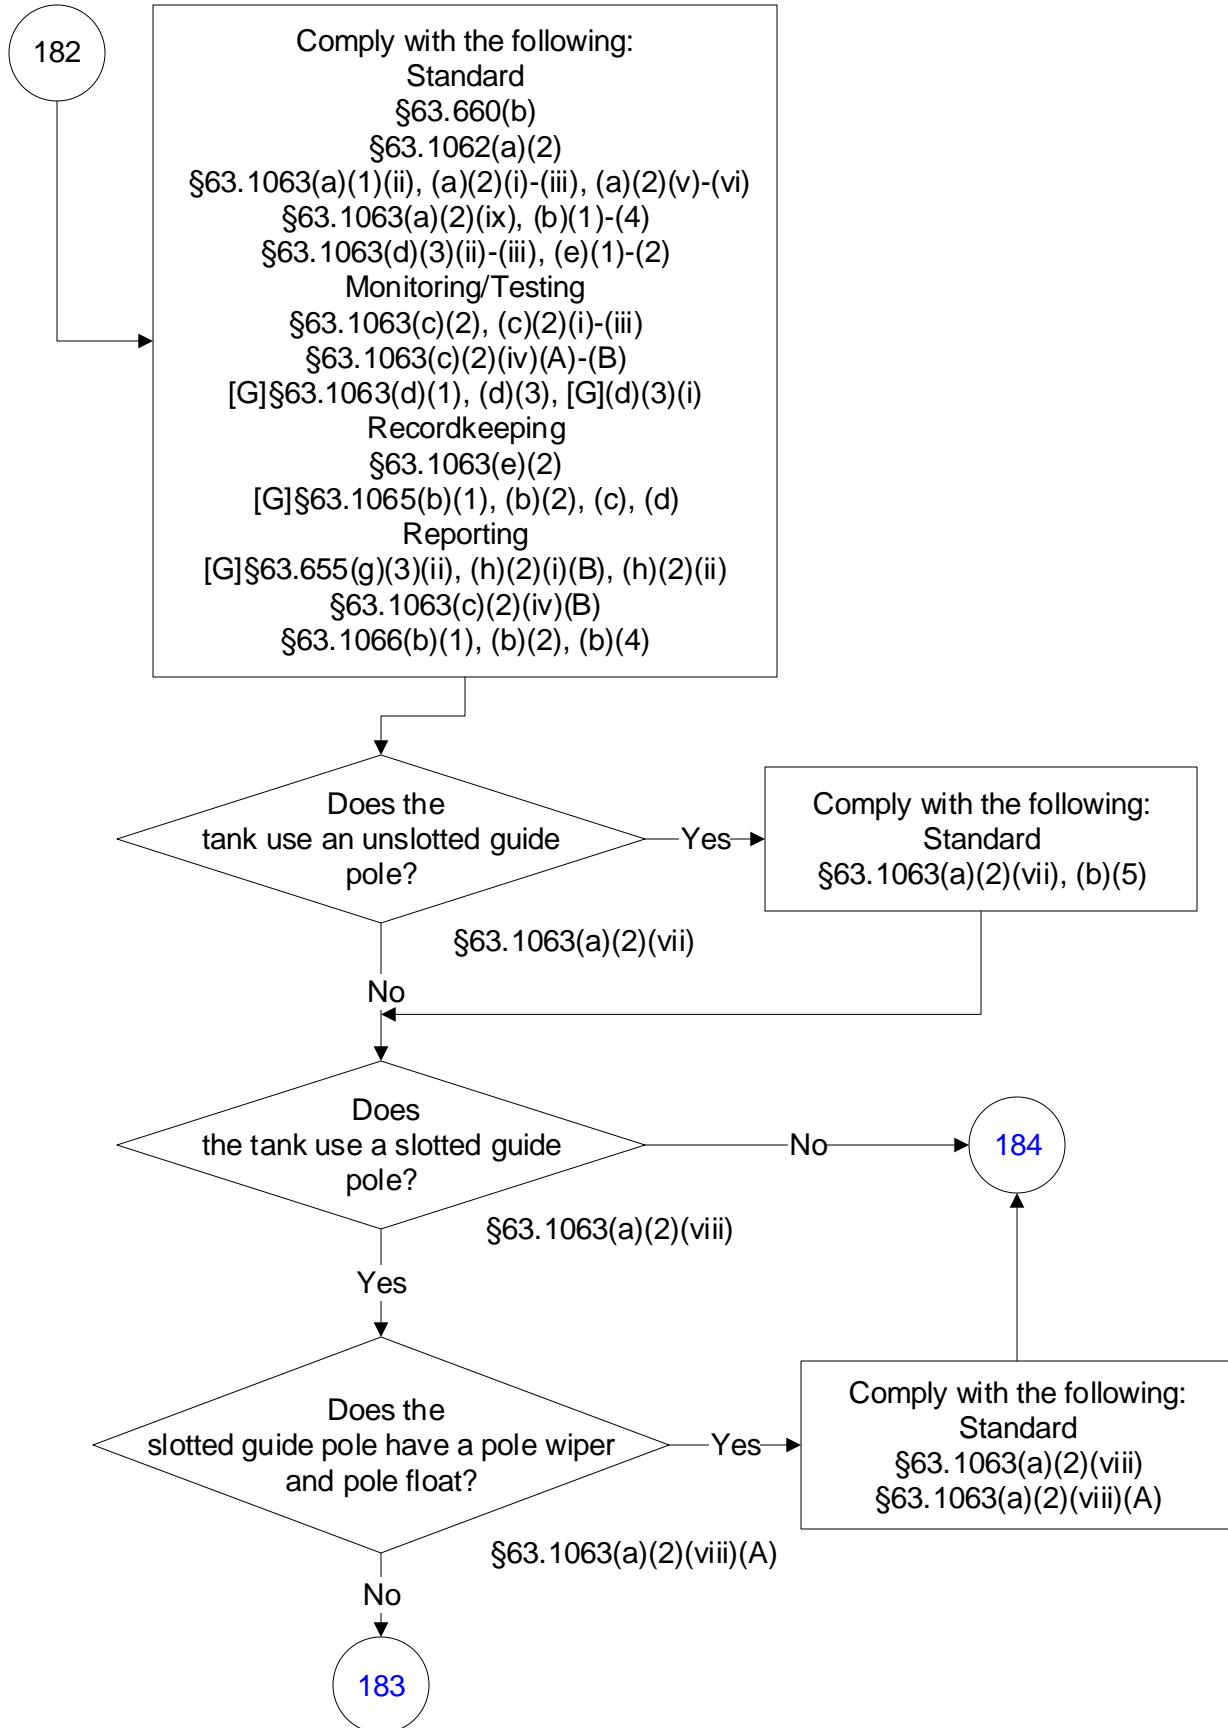 182
Comply with the following:
Standard
§63.660(b)
§63.1062(a)(2)
§63.1063(a)(1)(ii), (a)(2)(i)-(iii), (a)(2)(v)-(vi)
§63.1063(a)(2)(ix), (b)(1)-(4)
§63.1063(d)(3)(ii)-(iii), (e)(1)-(2)
Monitoring/Testing
§63.1063(c)(2), (c)(2)(i)-(iii)
§63.1063(c)(2)(iv)(A)-(B)
[G]§63.1063(d)(1), (d)(3), [G](d)(3)(i)
Recordkeeping
§63.1063(e)(2)
[G]§63.1065(b)(1), (b)(2), (c), (d)
Reporting
[G]§63.655(g)(3)(ii), (h)(2)(i)(B), (h)(2)(ii)
§63.1063(c)(2)(iv)(B)
§63.1066(b)(1), (b)(2), (b)(4)
Does the
tank use an unslotted guide
pole?
Yes
Comply with the following:
Standard
§63.1063(a)(2)(vii), (b)(5)
§63.1063(a)(2)(vii)
No
Does
the tank use a slotted guide
pole?
No
184
§63.1063(a)(2)(viii)
Yes
Does the
slotted guide pole have a pole wiper
and pole float?
Yes
Comply with the following:
Standard
§63.1063(a)(2)(viii)
§63.1063(a)(2)(viii)(A)
§63.1063(a)(2)(viii)(A)
No
183